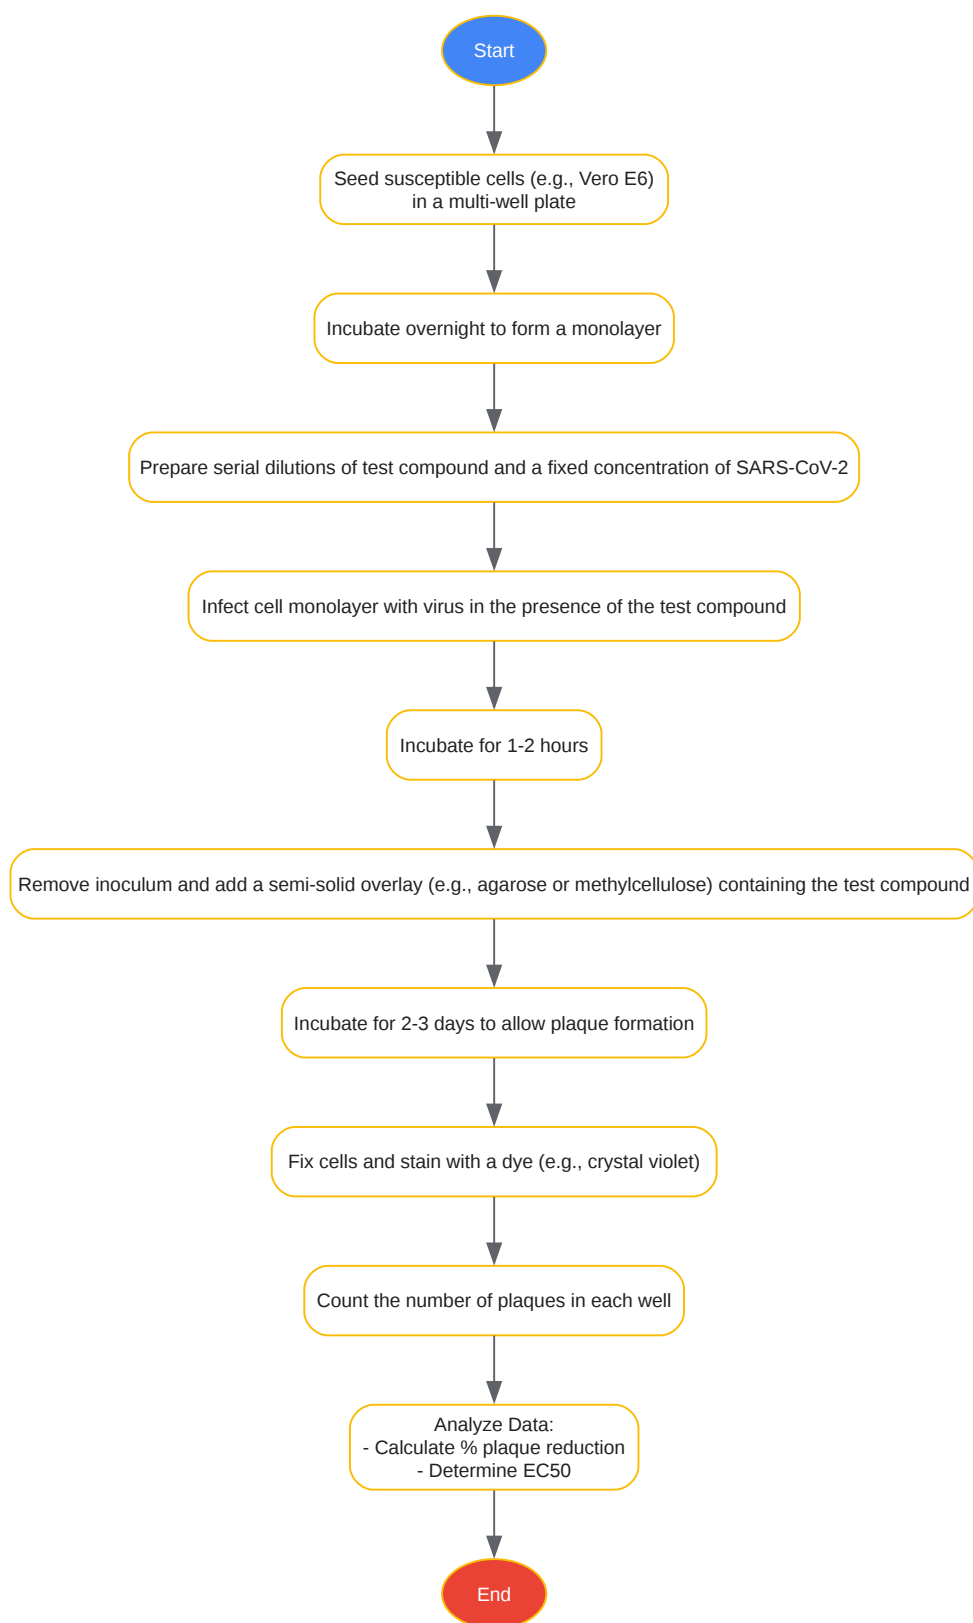 Start
Seed susceptible cells (e.g., Vero E6)
in a multi-well plate
Incubate overnight to form a monolayer
Prepare serial dilutions of test compound and a fixed concentration of SARS-CoV-2
Infect cell monolayer with virus in the presence of the test compound
Incubate for 1-2 hours
Remove inoculum and add a semi-solid overlay (e.g., agarose or methylcellulose) containing the test compound
Incubate for 2-3 days to allow plaque formation
Fix cells and stain with a dye (e.g., crystal violet)
Count the number of plaques in each well
Analyze Data:
- Calculate % plaque reduction
- Determine EC50
End